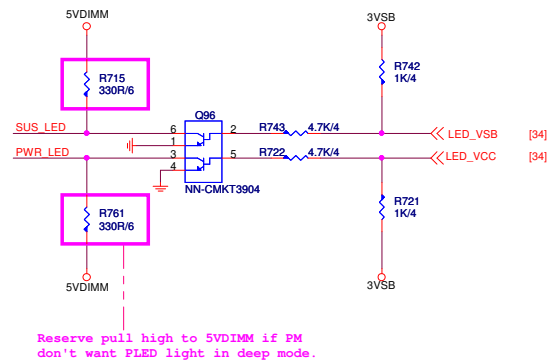 5VDIMM
3VSB
R715
330R/6
R742
1K/4
Q96
SUS_LED
6
2
R743
4.7K/4
LED_VSB
[34]
1
PWR_LED
3
5
R722
4.7K/4
LED_VCC
[34]
4
NN-CMKT3904
R761
330R/6
R721
1K/4
5VDIMM
3VSB
Reserve pull high to 5VDIMM if PM
don't want PLED light in deep mode.